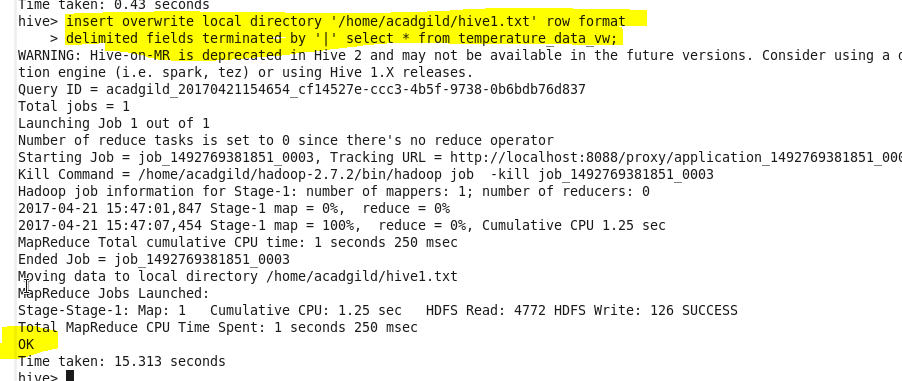 Time taken: 0.43 seconds
hive> insert overwrite local directory '/home/acadgild/hive1.txt' row format
    > delimited fields terminated by '|' select * from temperature_data_vw;
WARNING: Hive-on-MR is deprecated in Hive 2 and may not be available in the future versions. Consider using a d
tion engine (i.e. spark, tez) or using Hive 1.X releases.
Query ID = acadgild_20170421154654_cf14527e-ccc3-4b5f-9738-0b6bdb76d837
Total jobs = 1
Launching Job 1 out of 1
Number of reduce tasks is set to 0 since there's no reduce operator
Starting Job = job_1492769381851_0003, Tracking URL = http://localhost:8088/proxy/application_1492769381851_000
Kill Command = /home/acadgild/hadoop-2.7.2/bin/hadoop job  -kill job_1492769381851_0003
Hadoop job information for Stage-1: number of mappers: 1; number of reducers: 0
2017-04-21 15:47:01,847 Stage-1 map = 0%,  reduce = 0%
2017-04-21 15:47:07,454 Stage-1 map = 100%,  reduce = 0%, Cumulative CPU 1.25 sec
MapReduce Total cumulative CPU time: 1 seconds 250 msec
Ended Job = job_1492769381851_0003
Moving data to local directory /home/acadgild/hive1.txt
MapReduce Jobs Launched:
Stage-Stage-1: Map: 1   Cumulative CPU: 1.25 sec   HDFS Read: 4772 HDFS Write: 126 SUCCESS
Total MapReduce CPU Time Spent: 1 seconds 250 msec
OK
Time taken: 15.313 seconds
hive>